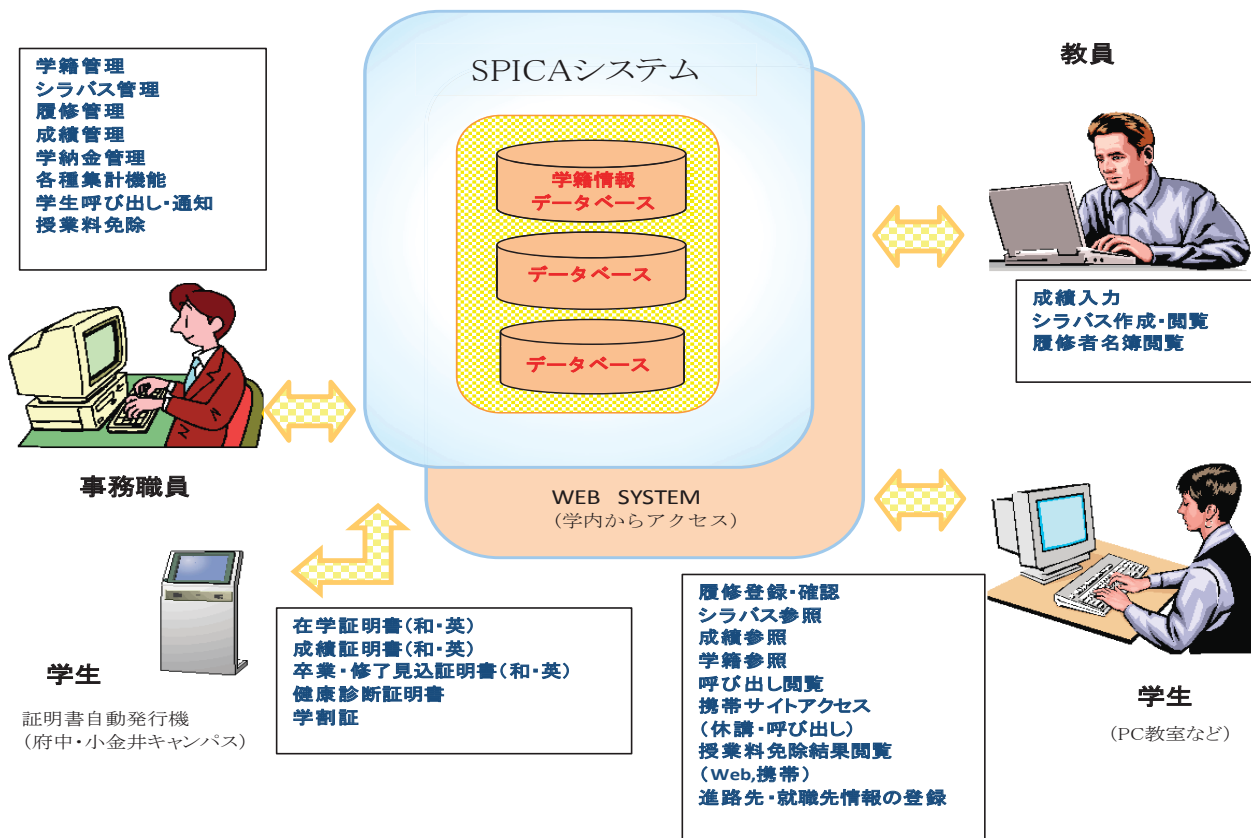 学籍管理
シラバス管理
履修管理
成績管理
学納金管理
各種集計機能
学生呼び出し・通知
授業料免除
事務職員
SPICAシステム
学籍情報
データベース
データベース
データベース
WEB SYSTEM
(学内からアクセス)
教員
成績入力
シラバス作成・閲覧
履修者名簿閲覧
学生
証明書自動発行機
(府中・小金井キャンパス)
在学証明書(和・英)
成績証明書(和・英)
卒業・修了見込証明書(和・英)
健康診断証明書
学割証
履修登録・確認
シラバス参照
成績参照
学籍参照
呼び出し閲覧
携帯サイトアクセス
(休講・呼び出し)
授業料免除結果閲覧
(Web,携帯)
進路先・就職先情報の登録
学生
(PC教室など)